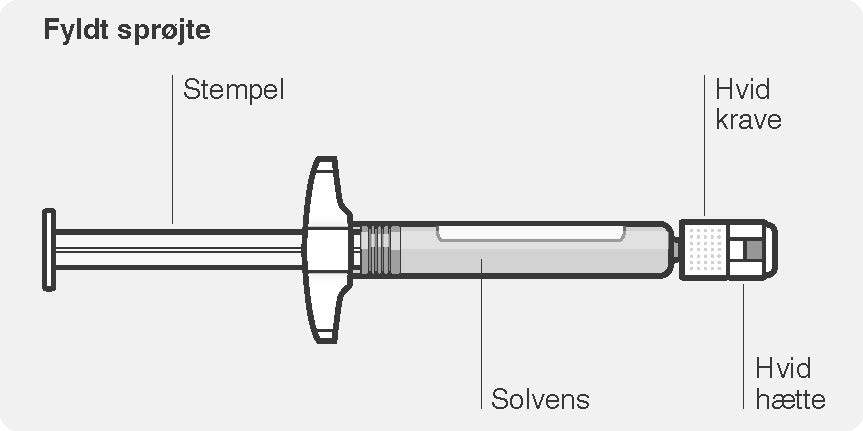 Fyldt sprøjte
Stempel
Hvid
krave
Solvens
Hvid
hætte